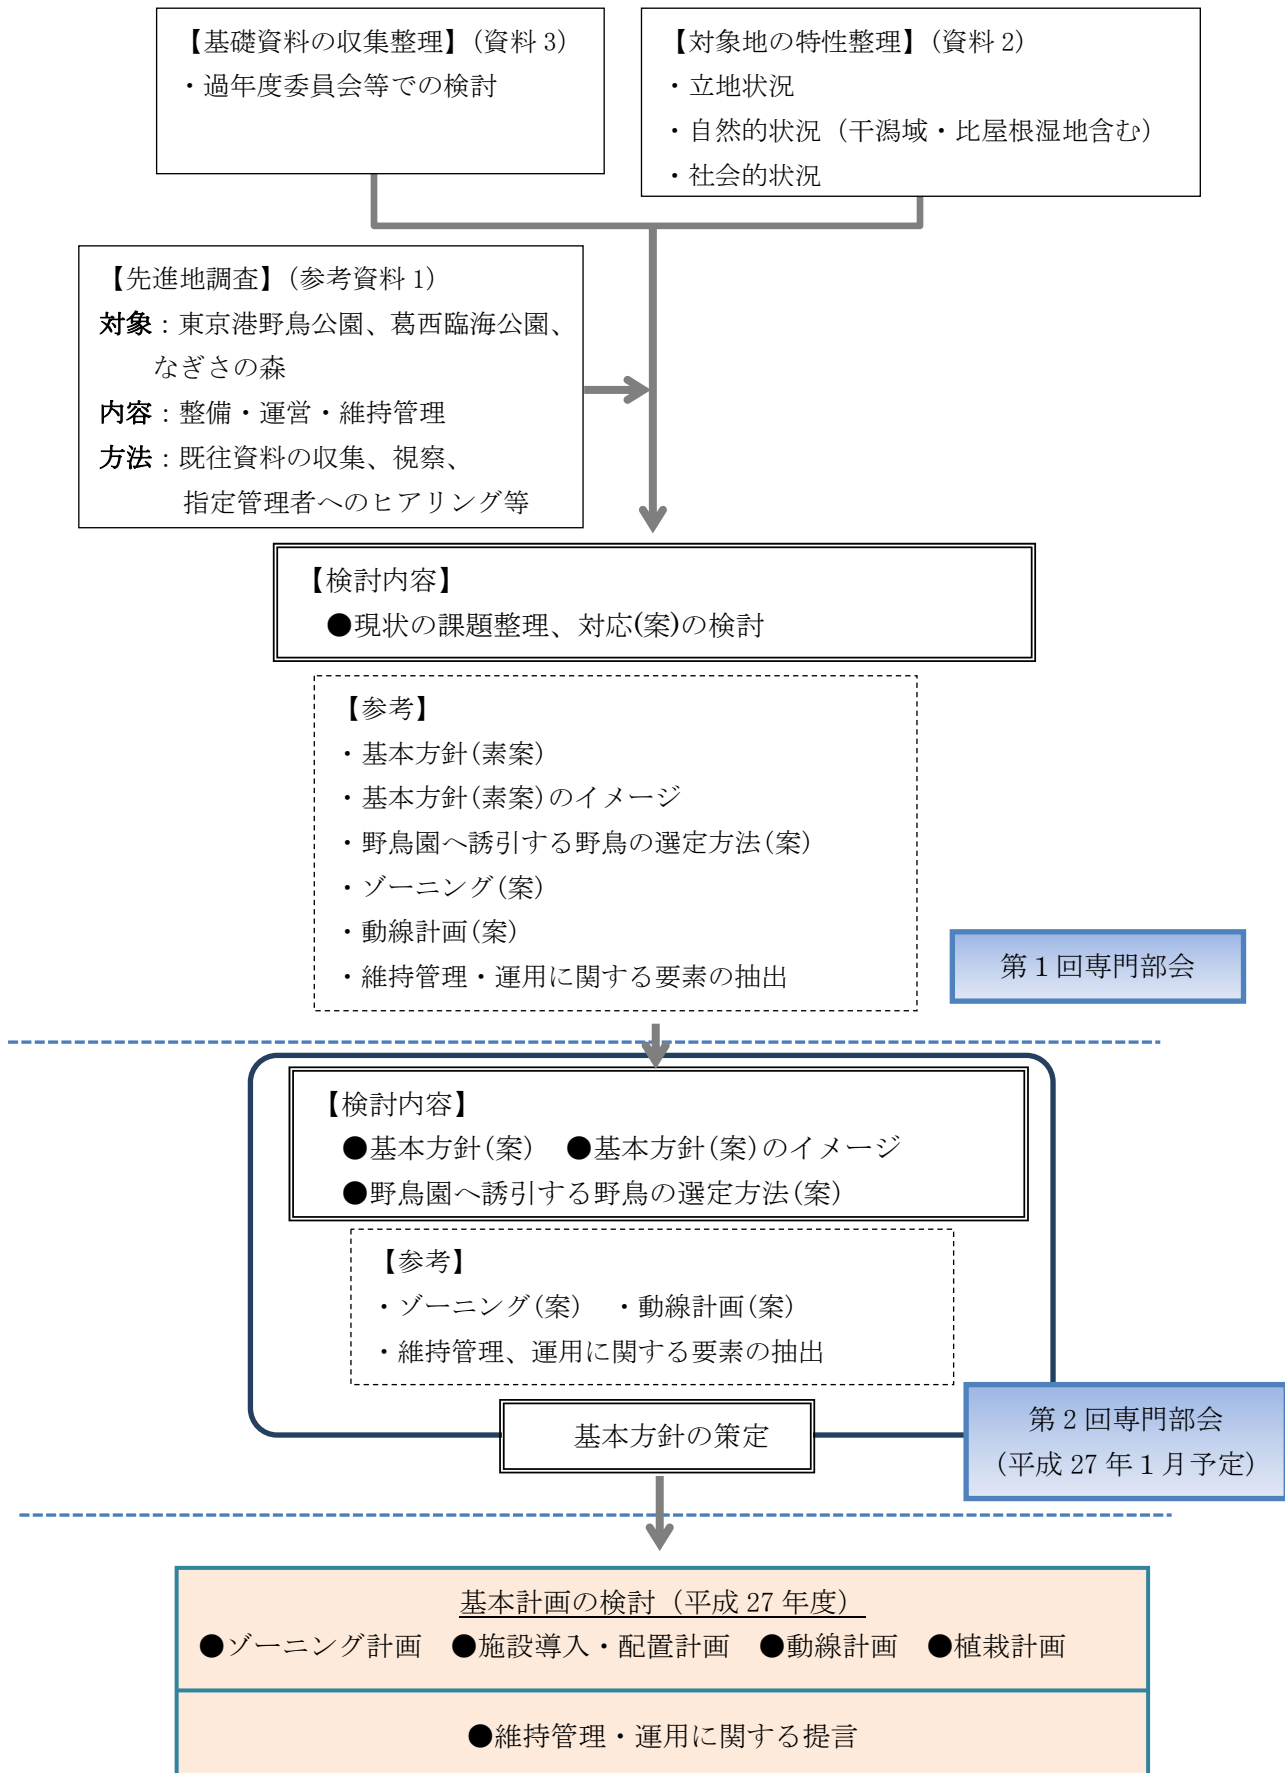 【基礎資料の収集整理】(資料 3)
・過年度委員会等での検討
【対象地の特性整理】(資料 2)
・立地状況
・自然的状況（干潟域・比屋根湿地含む）
・社会的状況
【先進地調査】(参考資料 1)
対象：東京港野鳥公園、葛西臨海公園、
なぎさの森
内容：整備・運営・維持管理
方法：既往資料の収集、視察、
指定管理者へのヒアリング等
【検討内容】
●現状の課題整理、対応(案)の検討
【参考】
・基本方針(素案)
・基本方針(素案)のイメージ
・野鳥園へ誘引する野鳥の選定方法(案)
・ゾーニング(案)
・動線計画(案)
・維持管理・運用に関する要素の抽出
第１回専門部会
【検討内容】
●基本方針(案)　●基本方針(案)のイメージ
●野鳥園へ誘引する野鳥の選定方法(案)
【参考】
・ゾーニング(案)　・動線計画(案)
・維持管理、運用に関する要素の抽出
基本方針の策定
第２回専門部会
(平成 27 年１月予定)
基本計画の検討（平成 27 年度）
●ゾーニング計画　●施設導入・配置計画　●動線計画　●植栽計画
●維持管理・運用に関する提言